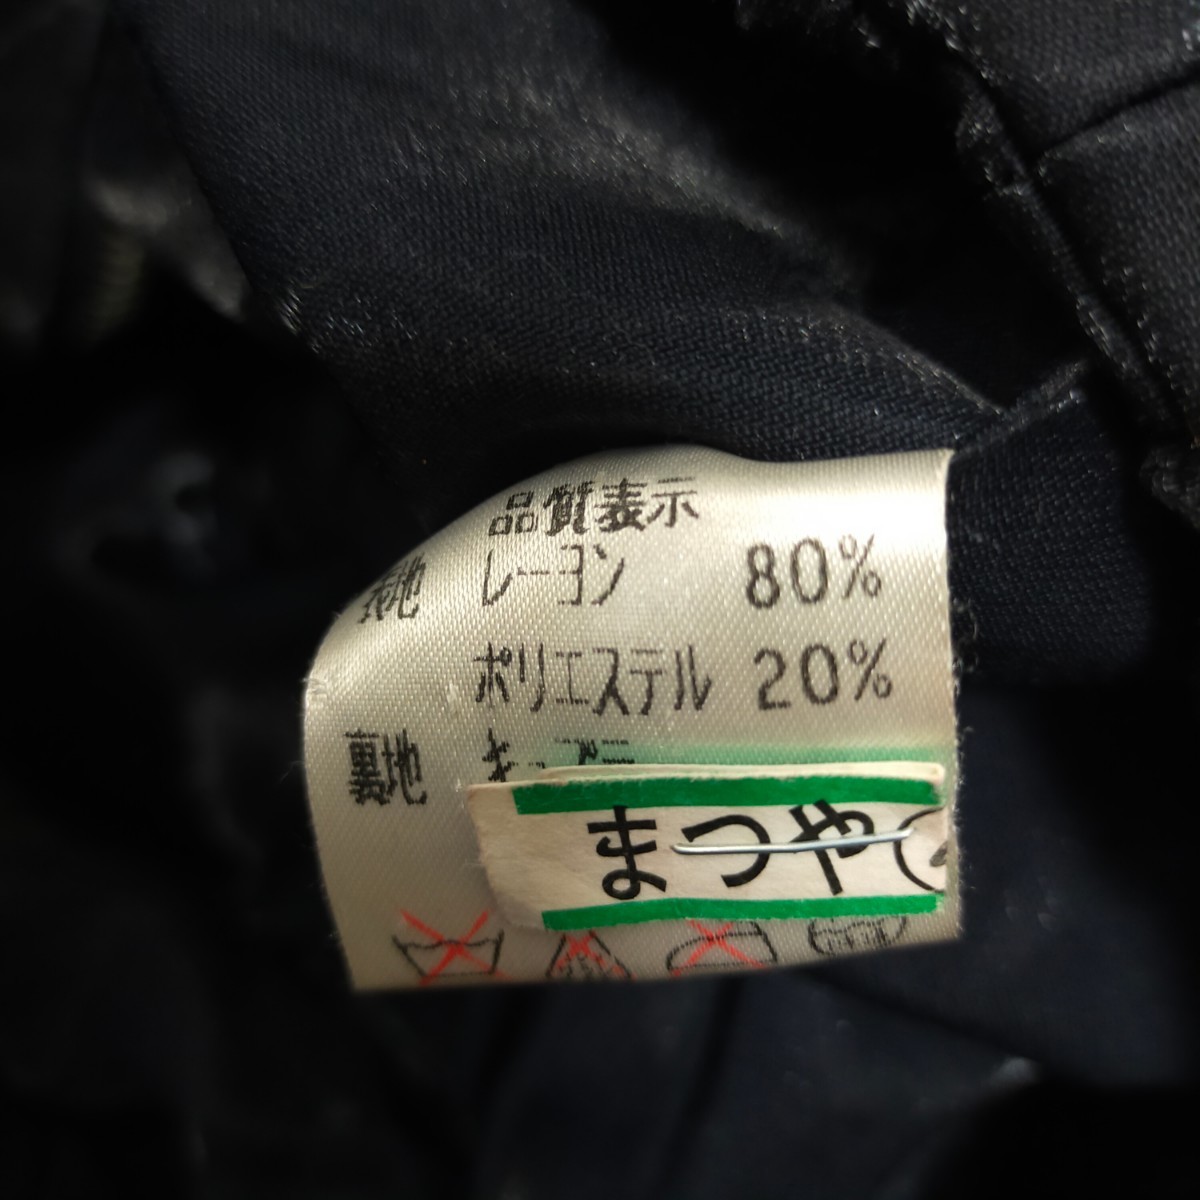 品質表示
表地 レーヨン 80%
ポリエステル 20%
裏地
まつや